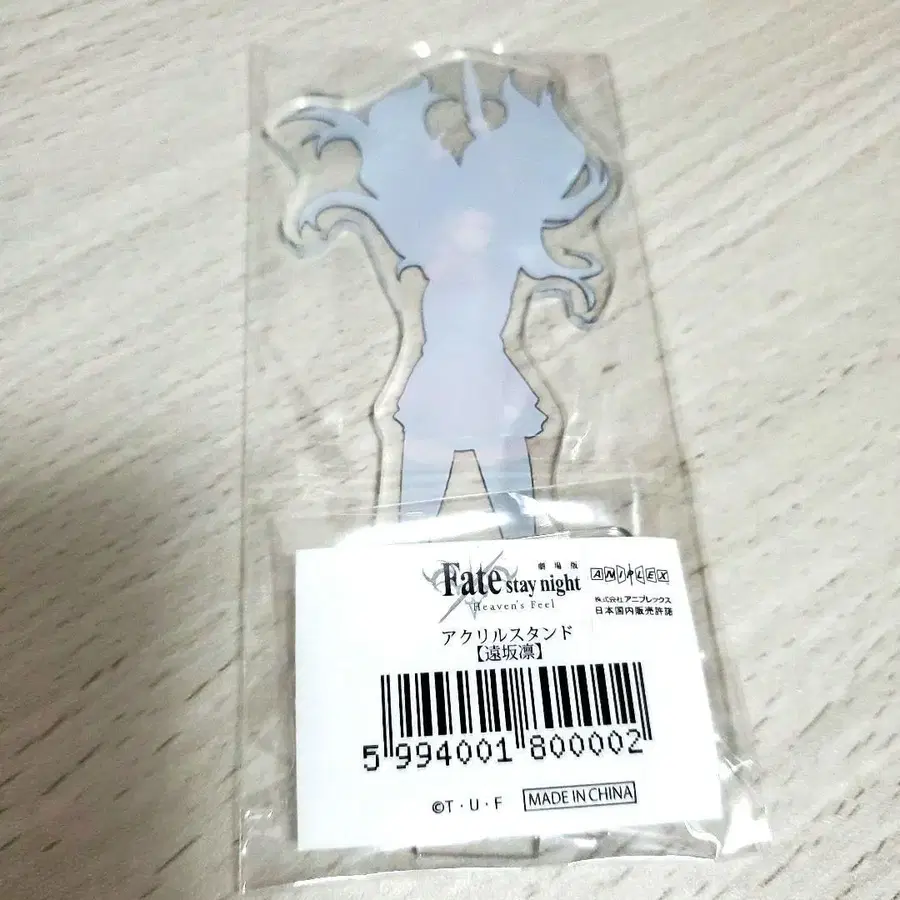 劇場版
Fate stay night
Heaven's Feel
ANIPLEX
株式会社アニプレックス
日本国内販売許諾
アクリルスタンド
【遠坂凛】
5 994001 800002
©T・U・F
MADE IN CHINA